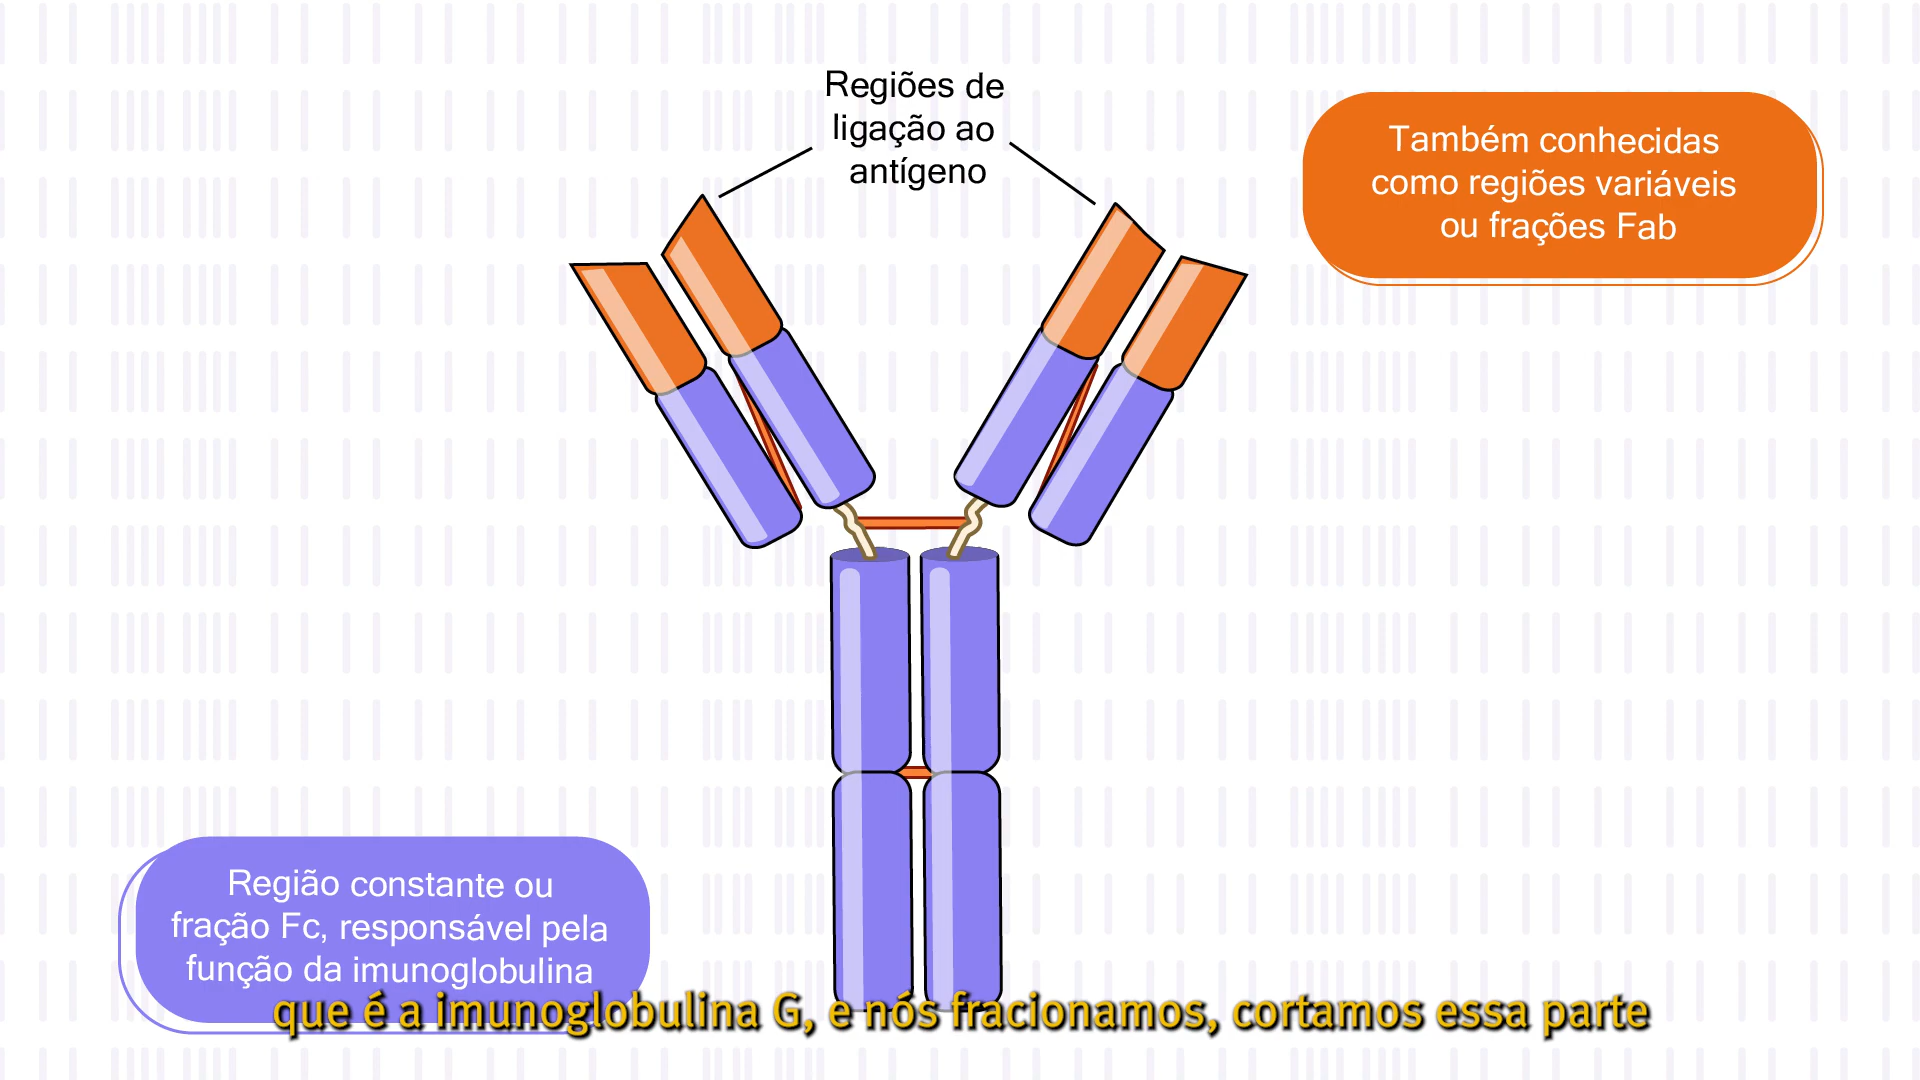 Regiões de
ligação ao
antígeno
Também conhecidas
como regiões variáveis
ou frações Fab
Região constante ou
fração Fc, responsável pela
função da imunoglobulina
que é a imunoglobulina G, e nós fracionamos, cortamos essa parte